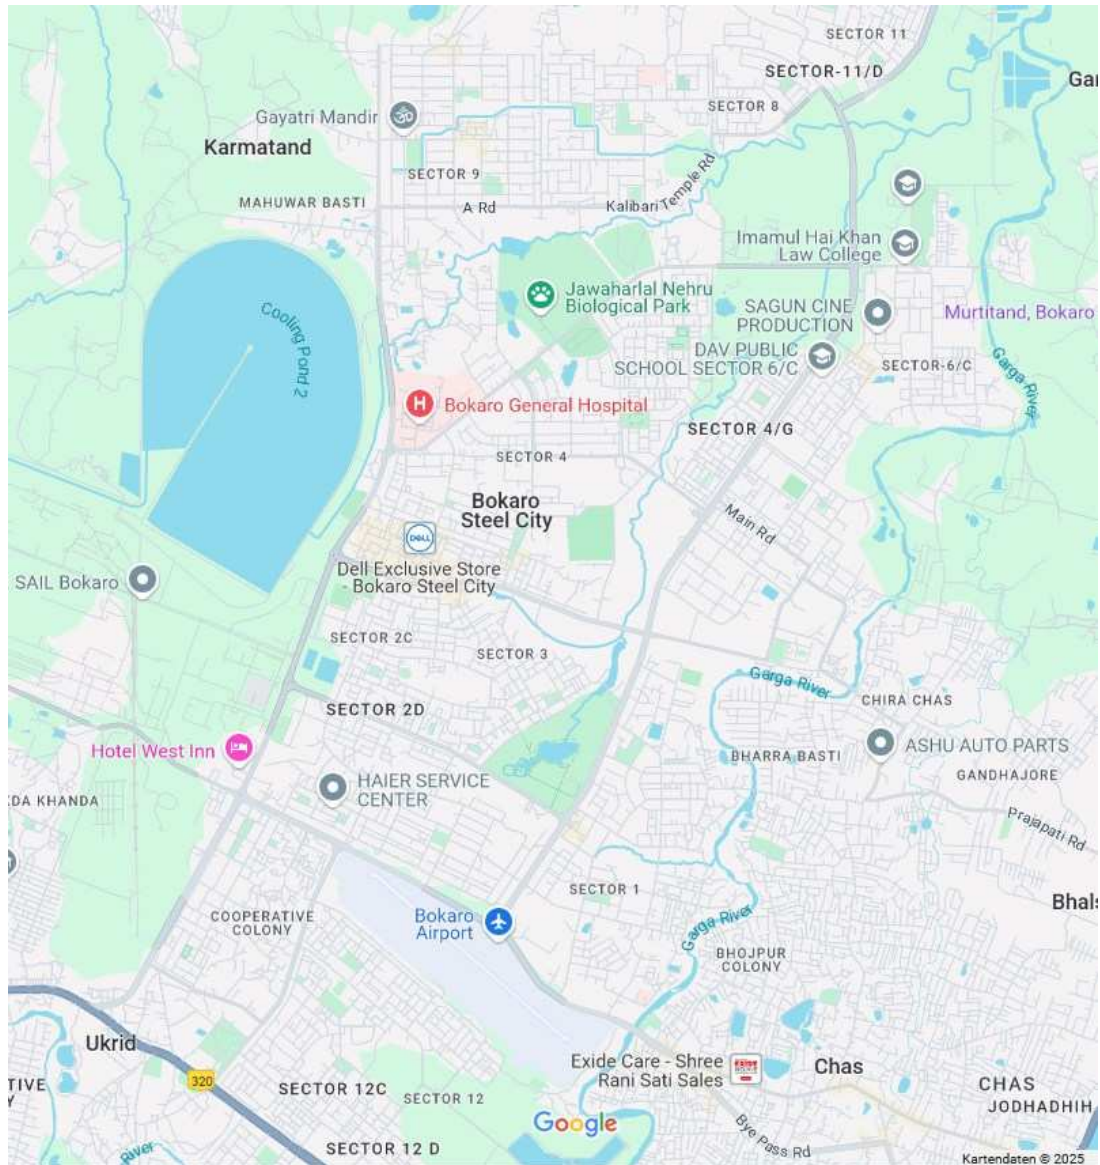 SECTOR 11
SECTOR-11/D
SECTOR 8
Gayatri Mandir
Karmatand
SECTOR 9
MAHUWAR BASTI
A Rd
Kalibari Temple Rd
Imamul Hai Khan
Law College
Jawaharlal Nehru
Biological Park
SAGUN CINE
PRODUCTION
Murtitand, Bokaro
Cooling Pond 2
DAV PUBLIC
SCHOOL SECTOR 6/C
SECTOR-6/C
Garga River
H
Bokaro General Hospital
SECTOR 4/G
SECTOR 4
Bokaro
Steel City
Main Rd
DELL
Dell Exclusive Store
- Bokaro Steel City
SAIL Bokaro
SECTOR 2C
SECTOR 3
Garga River
CHIRA CHAS
SECTOR 2D
Hotel West Inn
BHARRA BASTI
ASHU AUTO PARTS
GANDHAJORE
HAIER SERVICE
CENTER
KDA KHANDA
Prajapati Rd
SECTOR 1
Bhals
COOPERATIVE
COLONY
Bokaro
Airport
Garga River
BHOJPUR
COLONY
Ukrid
320
Exide Care - Shree
Rani Sati Sales
Chas
SECTOR 12C
SECTOR 12
CHAS
JODHADHIH
TIVE
Google
Bye Pass Rd
River
SECTOR 12 D
Kartendaten © 2025